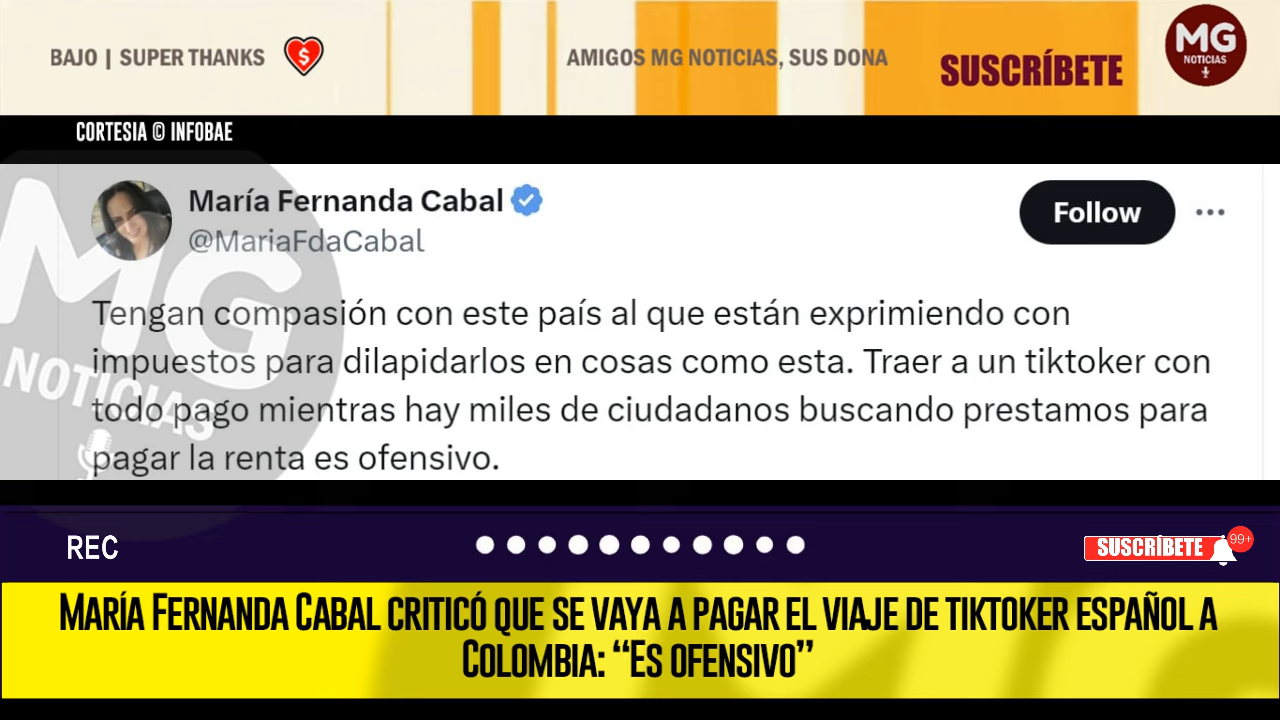 BAJO | SUPER THANKS
AMIGOS MG NOTICIAS, SUS DONA
SUSCRÍBETE
MG
NOTICIAS
CORTESIA © INFOBAE
María Fernanda Cabal
@MariaFdaCabal
Follow
Tengan compasión con este país al que están exprimiendo con
impuestos para dilapidarlos en cosas como esta. Traer a un tiktoker con
todo pago mientras hay miles de ciudadanos buscando prestamos para
pagar la renta es ofensivo.
MG
NOTICIAS
REC
SUSCRÍBETE
99+
María Fernanda Cabal criticó que se vaya a pagar el viaje de tiktoker español a
Colombia: “Es ofensivo”